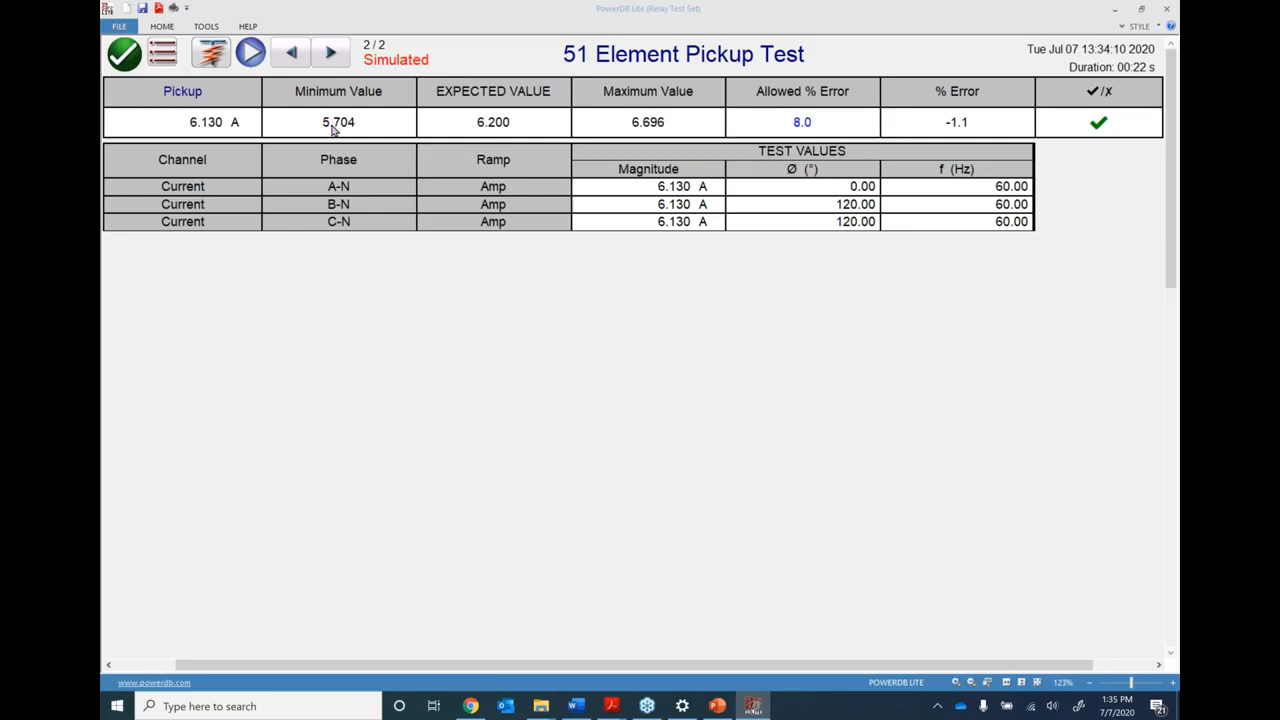 PowerDB Lite (Relay Test Set)
FILE HOME TOOLS HELP STYLE
2 / 2
Simulated
51 Element Pickup Test
Tue Jul 07 13:34:10 2020
Duration: 00:22 s
Pickup Minimum Value EXPECTED VALUE Maximum Value Allowed % Error % Error ✓/X
6.130 A 5.704 6.200 6.696 8.0 -1.1 ✓
Channel Phase Ramp TEST VALUES
Magnitude Ø (°) f (Hz)
Current A-N Amp 6.130 A 0.00 60.00
Current B-N Amp 6.130 A 120.00 60.00
Current C-N Amp 6.130 A 120.00 60.00
www.powerdb.com POWERDB LITE 123%
Type here to search
1:35 PM
7/7/2020
21